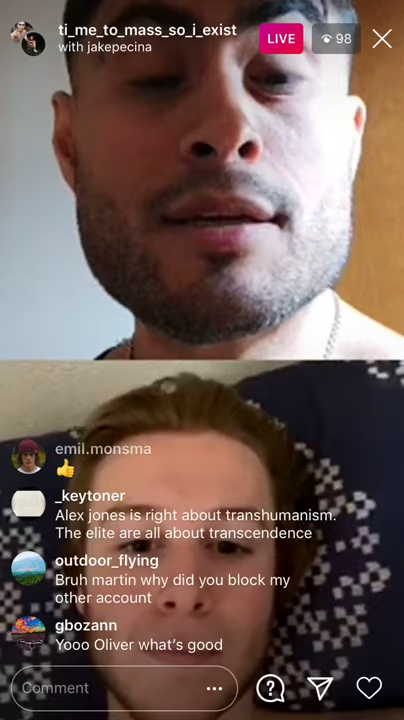 ti_me_to_mass_so_i_exist
with jakepecina
LIVE
98
emil.monsma
👍
_keytoner
Alex jones is right about transhumanism.
The elite are all about transcendence
outdoor_flying
Bruh martin why did you block my
other account
gbozann
Yooo Oliver what's good
Comment